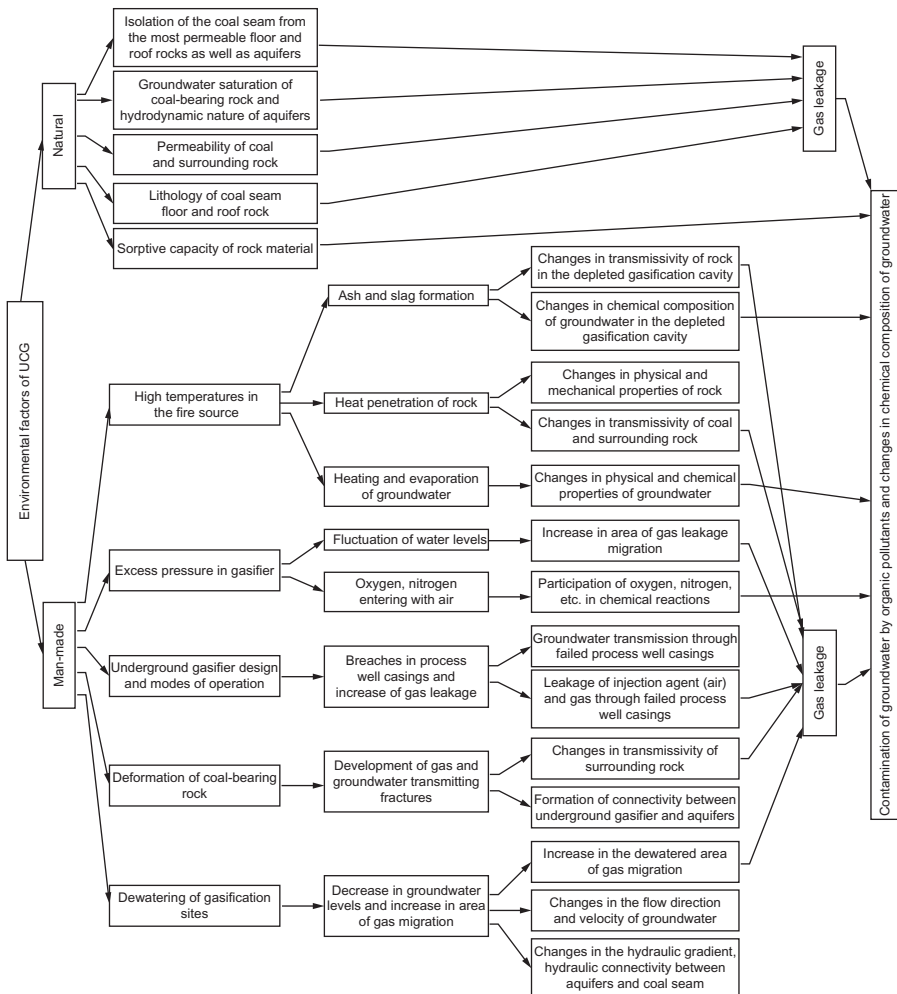 Environmental factors of UCG
Natural
Isolation of the coal seam from
the most permeable floor and
roof rocks as well as aquifers
Groundwater saturation of
coal-bearing rock and
hydrodynamic nature of aquifers
Permeability of coal
and surrounding rock
Lithology of coal seam
floor and roof rock
Sorptive capacity of rock material
Gas leakage
Man-made
High temperatures in
the fire source
Ash and slag formation
Changes in transmissivity of rock
in the depleted gasification cavity
Changes in chemical composition
of groundwater in the depleted
gasification cavity
Heat penetration of rock
Changes in physical and
mechanical properties of rock
Changes in transmissivity of coal
and surrounding rock
Heating and evaporation
of groundwater
Changes in physical and chemical
properties of groundwater
Excess pressure in gasifier
Fluctuation of water levels
Increase in area of gas leakage
migration
Oxygen, nitrogen
entering with air
Participation of oxygen, nitrogen,
etc. in chemical reactions
Underground gasifier design
and modes of operation
Breaches in process
well casings and
increase of gas leakage
Groundwater transmission through
failed process well casings
Leakage of injection agent (air)
and gas through failed process
well casings
Deformation of coal-bearing
rock
Development of gas and
groundwater transmitting
fractures
Changes in transmissivity of
surrounding rock
Formation of connectivity between
underground gasifier and aquifers
Dewatering of gasification
sites
Decrease in groundwater
levels and increase in area
of gas migration
Increase in the dewatered area
of gas migration
Changes in the flow direction
and velocity of groundwater
Changes in the hydraulic gradient,
hydraulic connectivity between
aquifers and coal seam
Gas leakage
Contamination of groundwater by organic pollutants and changes in chemical composition of groundwater